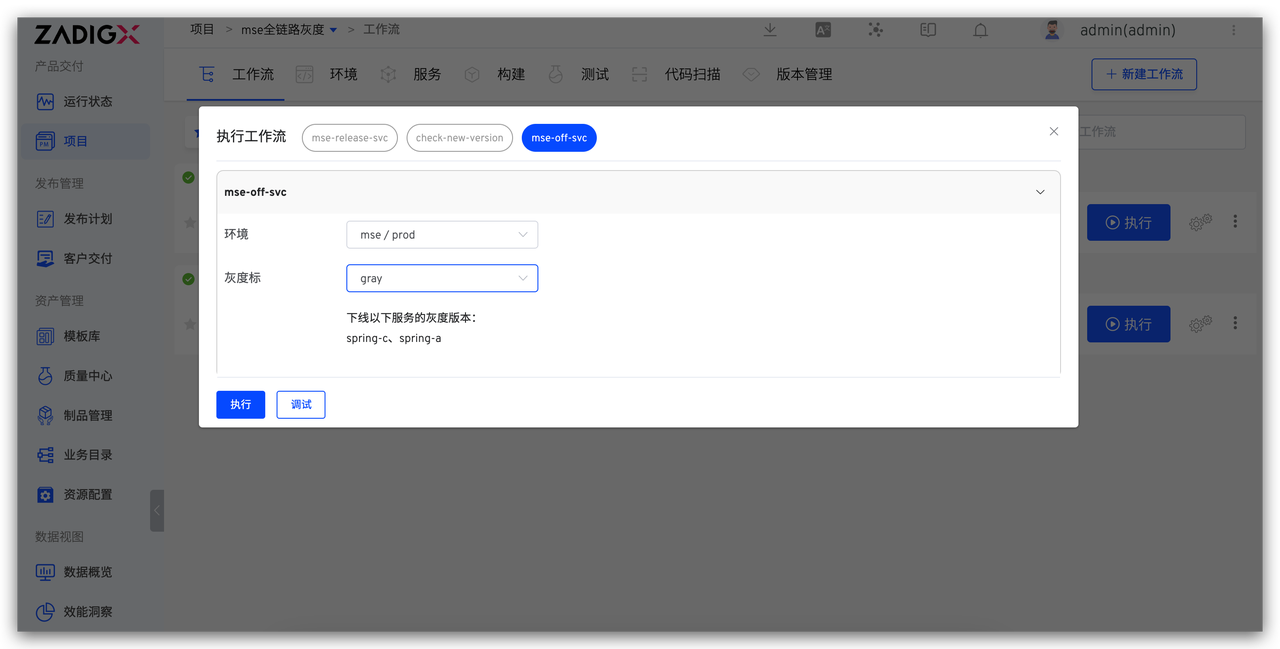 ZADIGX
项目 > mse全链路灰度 > 工作流
admin(admin)
产品交付
运行状态
项目
发布管理
发布计划
客户交付
资产管理
模板库
质量中心
制品管理
业务目录
资源配置
数据视图
数据概览
效能洞察
工作流
环境
服务
构建
测试
代码扫描
版本管理
+ 新建工作流
工作流
执行
执行
执行工作流
mse-release-svc
check-new-version
mse-off-svc
mse-off-svc
环境
mse / prod
灰度标
gray
下线以下服务的灰度版本：
spring-c、spring-a
执行
调试